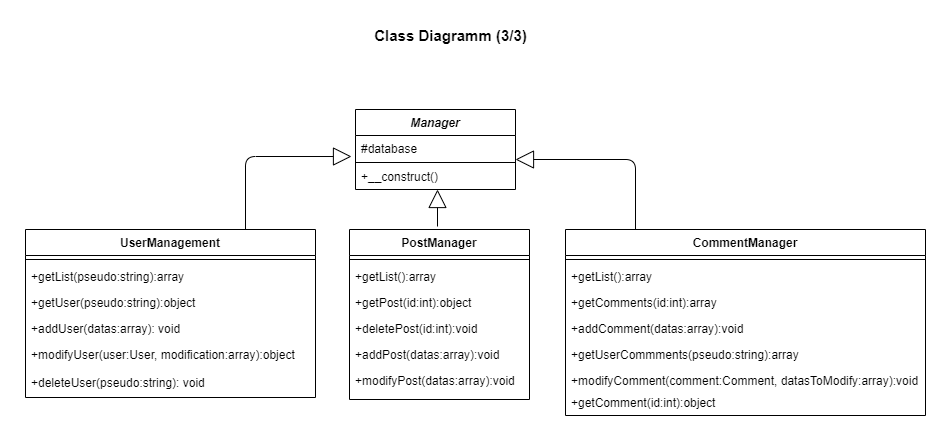 Class Diagramm (3/3)
Manager
#database
+__construct()
UserManagement
+getList(pseudo:string):array
+getUser(pseudo:string):object
+addUser(datas:array): void
+modifyUser(user:User, modification:array):object
+deleteUser(pseudo:string): void
PostManager
+getList():array
+getPost(id:int):object
+deletePost(id:int):void
+addPost(datas:array):void
+modifyPost(datas:array):void
CommentManager
+getList():array
+getComments(id:int):array
+addComment(datas:array):void
+getUserCommments(pseudo:string):array
+modifyComment(comment:Comment, datasToModify:array):void
+getComment(id:int):object